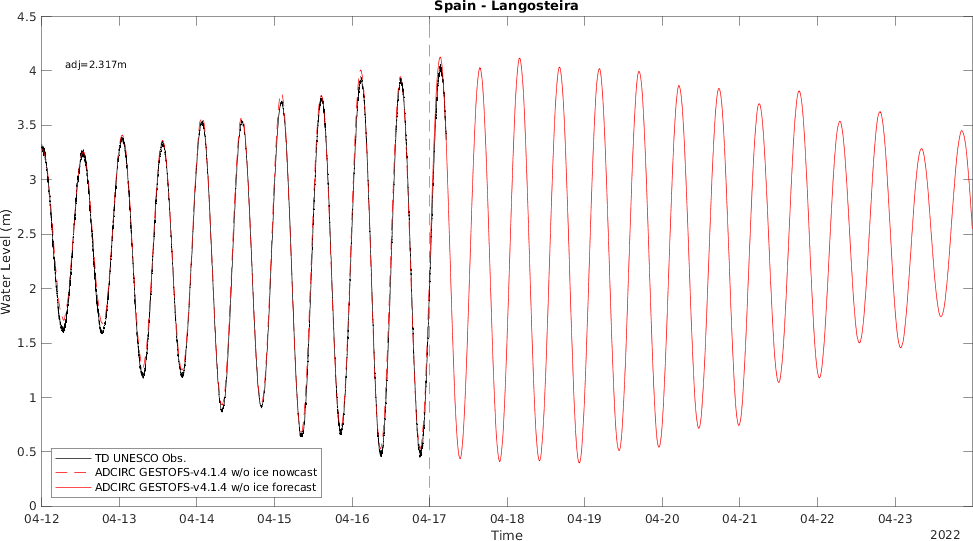 Spain - Langosteira
4.5
adj=2.317m
4
3.5
3
2.5
2
1.5
1
0.5
0
Water Level (m)
TD UNESCO Obs.
ADCIRC GESTOFS-v4.1.4 w/o ice nowcast
ADCIRC GESTOFS-v4.1.4 w/o ice forecast
04-12 04-13 04-14 04-15 04-16 04-17 04-18 04-19 04-20 04-21 04-22 04-23
Time
2022